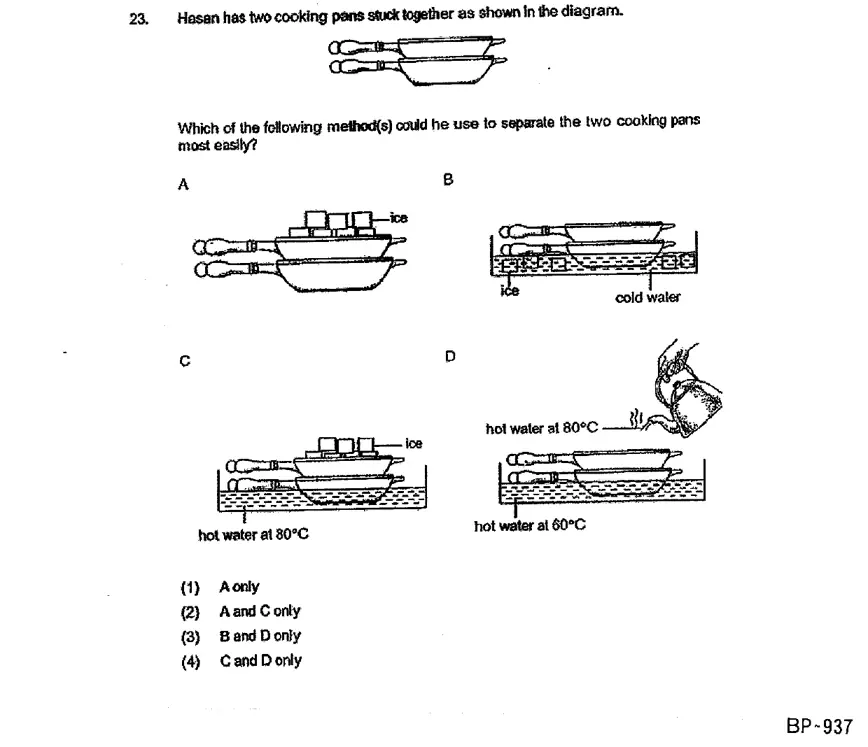 23. Hasan has two cooking pans stuck together as shown in the diagram.
Which of the following method(s) could he use to separate the two cooking pans
most easily?
A
B
ice
ice
cold water
C
D
hot water at 80°C
ice
hot water at 80°C
hot water at 60°C
(1) A only
(2) A and C only
(3) B and D only
(4) C and D only
BP~937